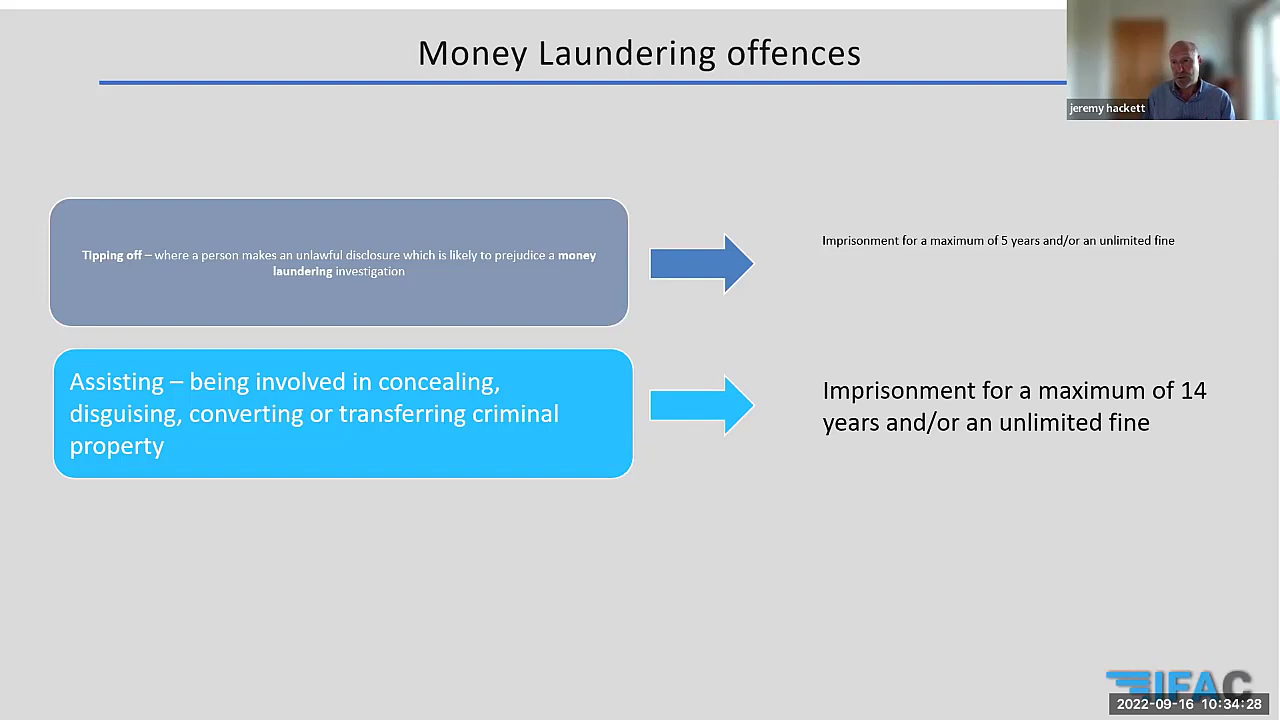 Money Laundering offences
jeremy hackett
Tipping off – where a person makes an unlawful disclosure which is likely to prejudice a money
laundering investigation
Imprisonment for a maximum of 5 years and/or an unlimited fine
Assisting – being involved in concealing,
disguising, converting or transferring criminal
property
Imprisonment for a maximum of 14
years and/or an unlimited fine
IFAC
2022-09-16 10:34:28